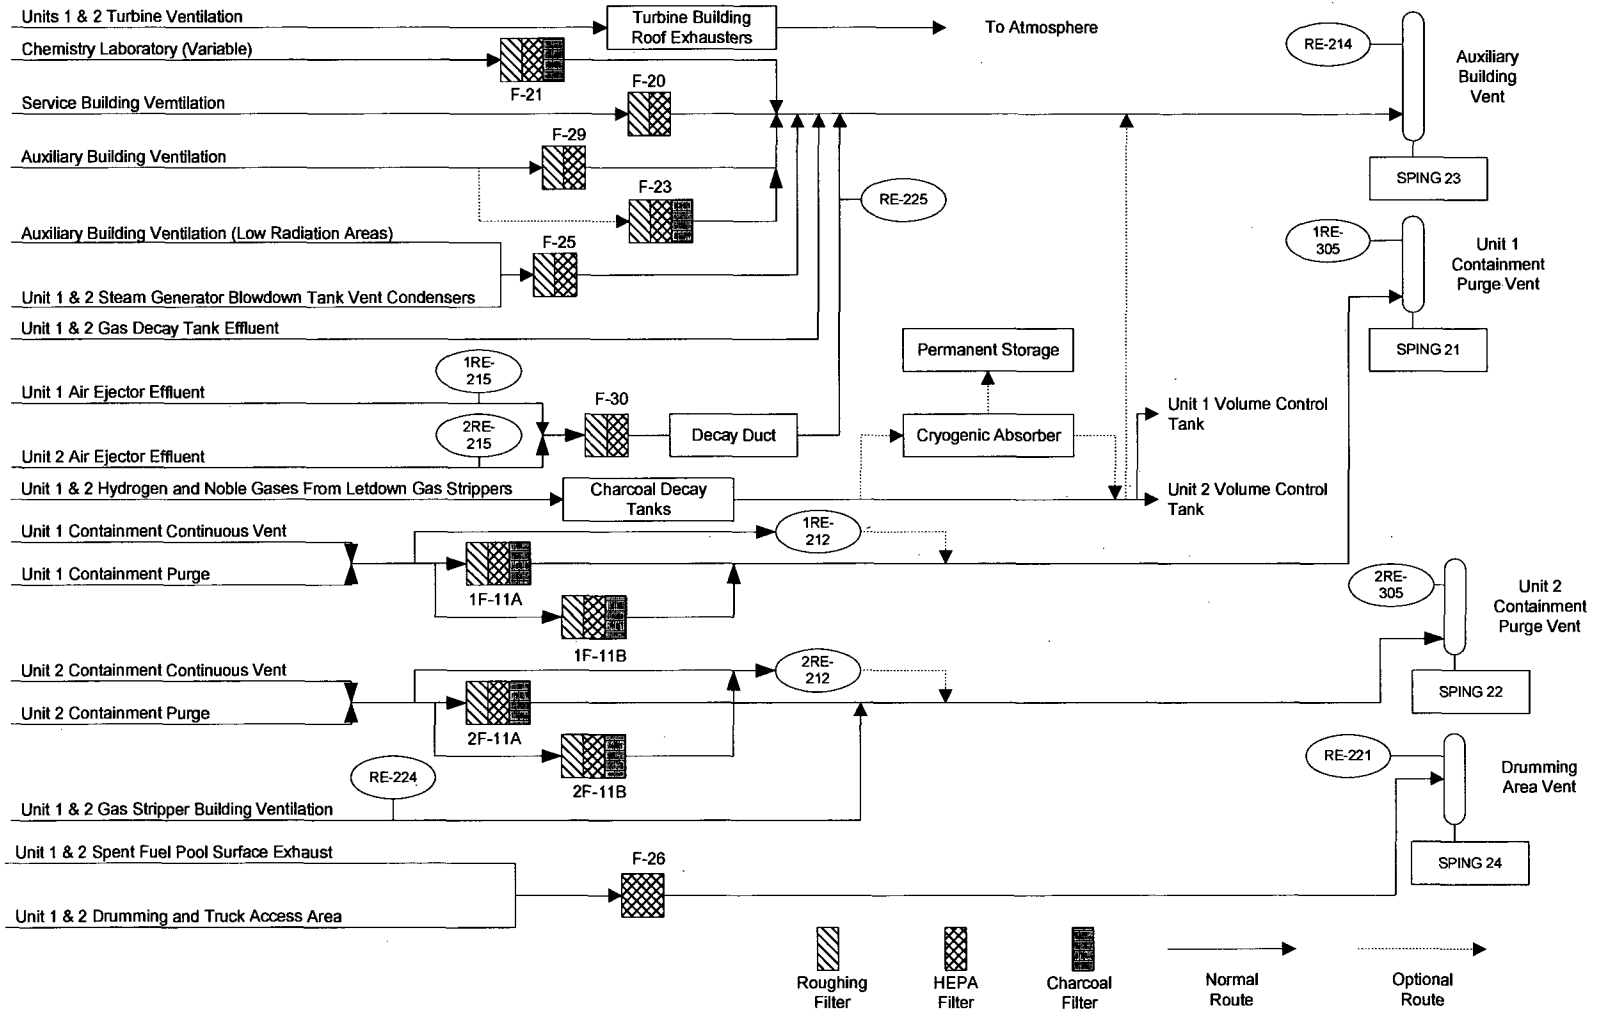 Units 1 & 2 Turbine Ventilation
Turbine Building
Roof Exhausters
To Atmosphere
Chemistry Laboratory (Variable)
F-21
RE-214
Auxiliary
Building
Vent
SPING 23
Service Building Vemtilation
F-20
Auxiliary Building Ventilation
F-29
F-23
RE-225
Auxiliary Building Ventilation (Low Radiation Areas)
F-25
Unit 1 & 2 Steam Generator Blowdown Tank Vent Condensers
1RE-
305
Unit 1
Containment
Purge Vent
SPING 21
Unit 1 & 2 Gas Decay Tank Effluent
Permanent Storage
1RE-
215
Unit 1 Air Ejector Effluent
2RE-
215
F-30
Decay Duct
Cryogenic Absorber
Unit 1 Volume Control
Tank
Unit 2 Air Ejector Effluent
Unit 1 & 2 Hydrogen and Noble Gases From Letdown Gas Strippers
Charcoal Decay
Tanks
Unit 2 Volume Control
Tank
Unit 1 Containment Continuous Vent
1RE-
212
Unit 1 Containment Purge
1F-11A
1F-11B
2RE-
305
Unit 2
Containment
Purge Vent
SPING 22
Unit 2 Containment Continuous Vent
2RE-
212
Unit 2 Containment Purge
2F-11A
2F-11B
RE-224
Unit 1 & 2 Gas Stripper Building Ventilation
RE-221
Drumming
Area Vent
SPING 24
Unit 1 & 2 Spent Fuel Pool Surface Exhaust
F-26
Unit 1 & 2 Drumming and Truck Access Area
Roughing
Filter
HEPA
Filter
Charcoal
Filter
Normal
Route
Optional
Route